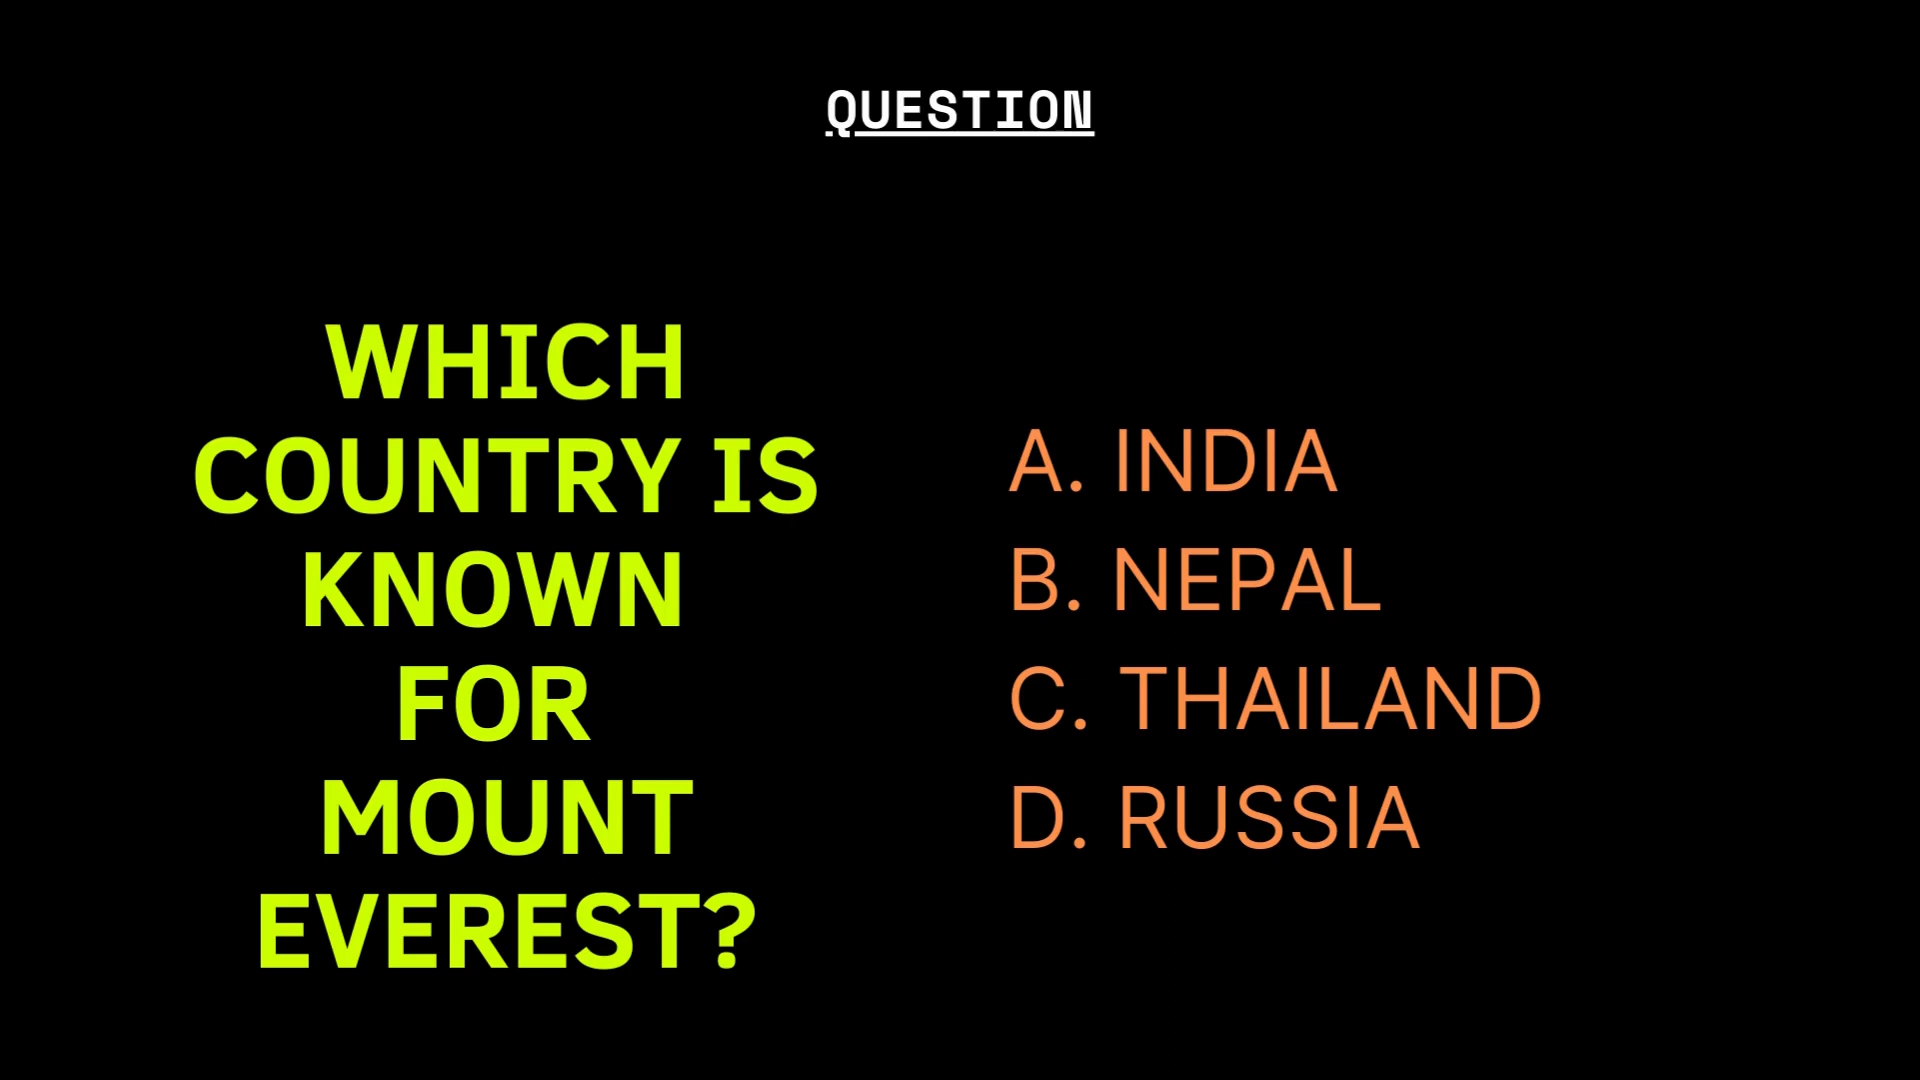 QUESTION
WHICH
COUNTRY IS
KNOWN
FOR
MOUNT
EVEREST?
A. INDIA
B. NEPAL
C. THAILAND
D. RUSSIA